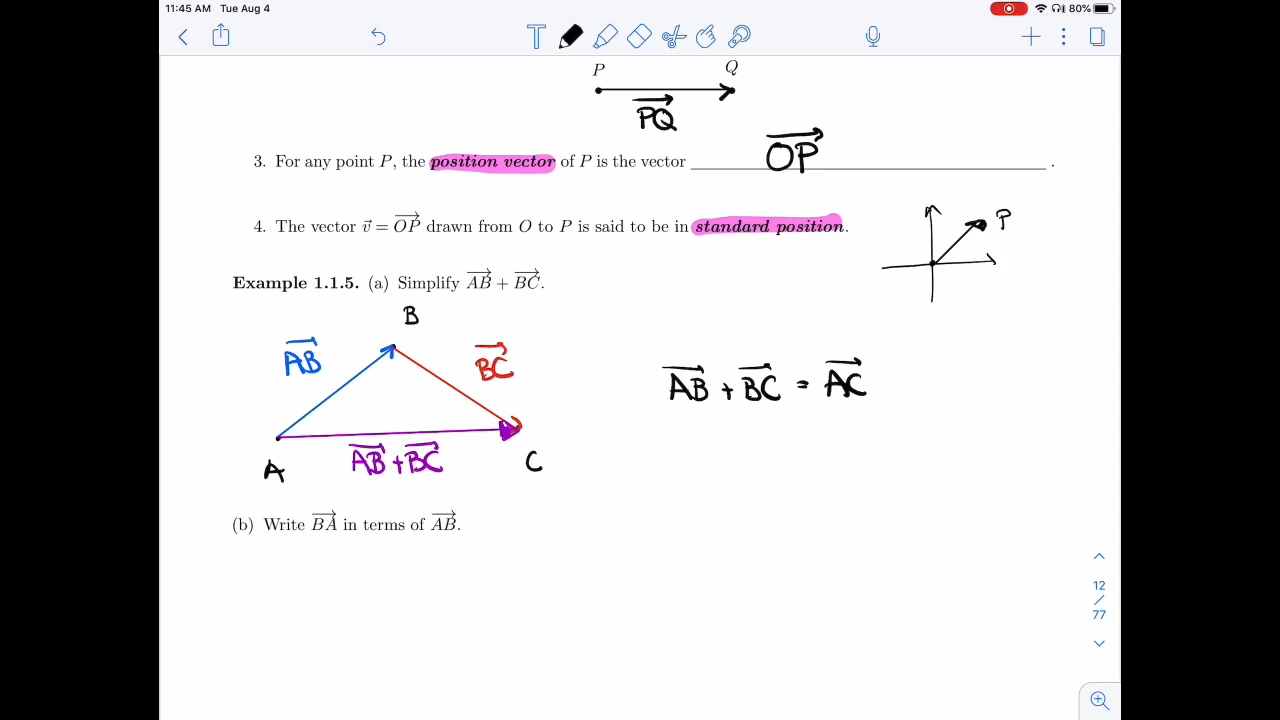 11:45 AM Tue Aug 4 80%
T
P Q
PQ
3. For any point P, the position vector of P is the vector OP .
4. The vector v⃗ = OP drawn from O to P is said to be in standard position.
P
Example 1.1.5. (a) Simplify AB + BC.
B
AB BC
AB + BC = AC
AB + BC
A C
(b) Write BA in terms of AB.
12
/
77